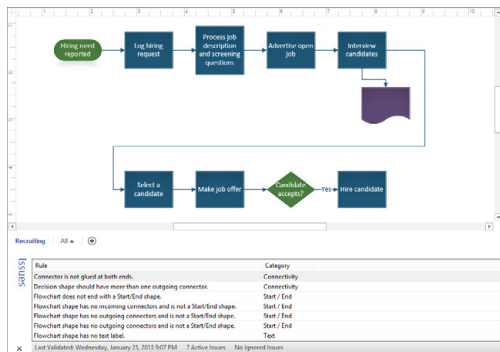 Hiring need
reported
Log hiring
request
Process job
description
and screening
questions
Advertise open
job
Interview
candidates
Select a
candidate
Make job offer
Candidate
accepts?
Yes
Hire candidate
Recruiting
All
Issues
Rule Category
Connector is not glued at both ends. Connectivity
Decision shape should have more than one outgoing connector. Connectivity
Flowchart does not end with a Start/End shape. Start / End
Flowchart shape has no incoming connectors and is not a Start/End shape. Start / End
Flowchart shape has no outgoing connectors and is not a Start/End shape. Start / End
Flowchart shape has no outgoing connectors and is not a Start/End shape. Start / End
Flowchart shape has no text label. Text
Last Validated: Wednesday, January 23, 2013 9:07 PM 7 Active Issues No Ignored Issues